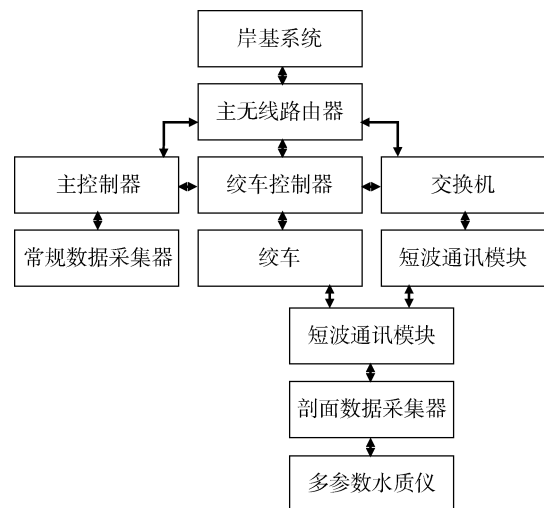 岸基系统
主无线路由器
主控制器
绞车控制器
交换机
常规数据采集器
绞车
短波通讯模块
短波通讯模块
剖面数据采集器
多参数水质仪